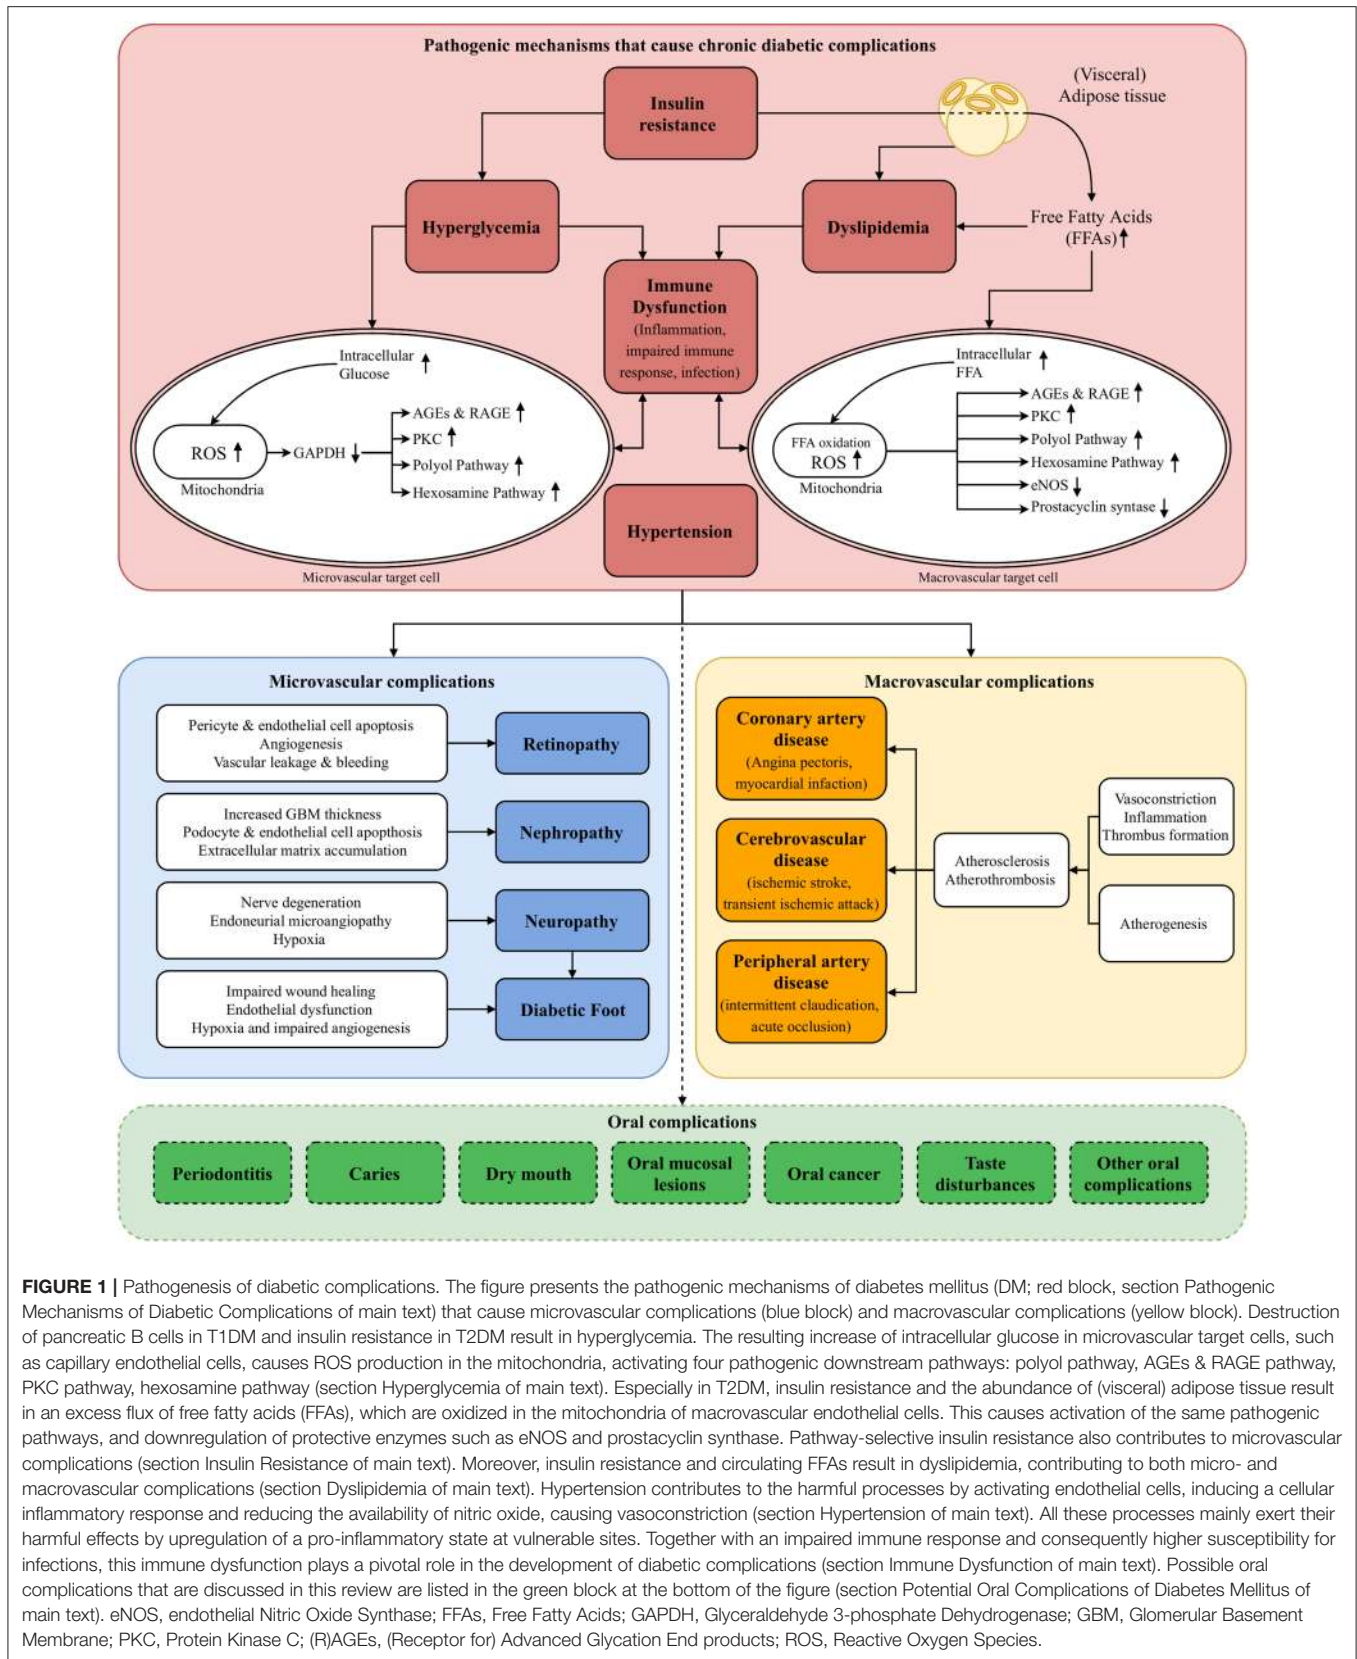 Pathogenic mechanisms that cause chronic diabetic complications
(Visceral)
Adipose tissue
Insulin
resistance
Hyperglycemia
Dyslipidemia
Free Fatty Acids
(FFAs)
Immune
Dysfunction
(Inflammation,
impaired immune
response, infection)
Intracellular
Glucose
ROS
Mitochondria
GAPDH
AGEs & RAGE
PKC
Polyol Pathway
Hexosamine Pathway
Microvascular target cell
Intracellular
FFA
FFA oxidation
ROS
Mitochondria
AGEs & RAGE
PKC
Polyol Pathway
Hexosamine Pathway
eNOS
Prostacyclin syntase
Macrovascular target cell
Hypertension
Microvascular complications
Pericyte & endothelial cell apoptosis
Angiogenesis
Vascular leakage & bleeding
Retinopathy
Increased GBM thickness
Podocyte & endothelial cell apopthosis
Extracellular matrix accumulation
Nephropathy
Nerve degeneration
Endoneurial microangiopathy
Hypoxia
Neuropathy
Impaired wound healing
Endothelial dysfunction
Hypoxia and impaired angiogenesis
Diabetic Foot
Macrovascular complications
Coronary artery
disease
(Angina pectoris,
myocardial infaction)
Cerebrovascular
disease
(ischemic stroke,
transient ischemic attack)
Peripheral artery
disease
(intermittent claudication,
acute occlusion)
Atherosclerosis
Atherothrombosis
Vasoconstriction
Inflammation
Thrombus formation
Atherogenesis
Oral complications
Periodontitis
Caries
Dry mouth
Oral mucosal
lesions
Oral cancer
Taste
disturbances
Other oral
complications
FIGURE 1 | Pathogenesis of diabetic complications. The figure presents the pathogenic mechanisms of diabetes mellitus (DM; red block, section Pathogenic
Mechanisms of Diabetic Complications of main text) that cause microvascular complications (blue block) and macrovascular complications (yellow block). Destruction
of pancreatic B cells in T1DM and insulin resistance in T2DM result in hyperglycemia. The resulting increase of intracellular glucose in microvascular target cells, such
as capillary endothelial cells, causes ROS production in the mitochondria, activating four pathogenic downstream pathways: polyol pathway, AGEs & RAGE pathway,
PKC pathway, hexosamine pathway (section Hyperglycemia of main text). Especially in T2DM, insulin resistance and the abundance of (visceral) adipose tissue result
in an excess flux of free fatty acids (FFAs), which are oxidized in the mitochondria of macrovascular endothelial cells. This causes activation of the same pathogenic
pathways, and downregulation of protective enzymes such as eNOS and prostacyclin synthase. Pathway-selective insulin resistance also contributes to microvascular
complications (section Insulin Resistance of main text). Moreover, insulin resistance and circulating FFAs result in dyslipidemia, contributing to both micro- and
macrovascular complications (section Dyslipidemia of main text). Hypertension contributes to the harmful processes by activating endothelial cells, inducing a cellular
inflammatory response and reducing the availability of nitric oxide, causing vasoconstriction (section Hypertension of main text). All these processes mainly exert their
harmful effects by upregulation of a pro-inflammatory state at vulnerable sites. Together with an impaired immune response and consequently higher susceptibility for
infections, this immune dysfunction plays a pivotal role in the development of diabetic complications (section Immune Dysfunction of main text). Possible oral
complications that are discussed in this review are listed in the green block at the bottom of the figure (section Potential Oral Complications of Diabetes Mellitus of
main text). eNOS, endothelial Nitric Oxide Synthase; FFAs, Free Fatty Acids; GAPDH, Glyceraldehyde 3-phosphate Dehydrogenase; GBM, Glomerular Basement
Membrane; PKC, Protein Kinase C; (R)AGEs, (Receptor for) Advanced Glycation End products; ROS, Reactive Oxygen Species.